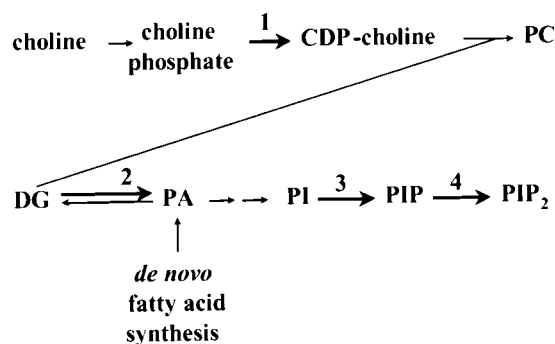 1
choline choline CDP-choline PC
phosphate
2 3 4
DG PA PI PIP PIP₂
de novo
fatty acid
synthesis